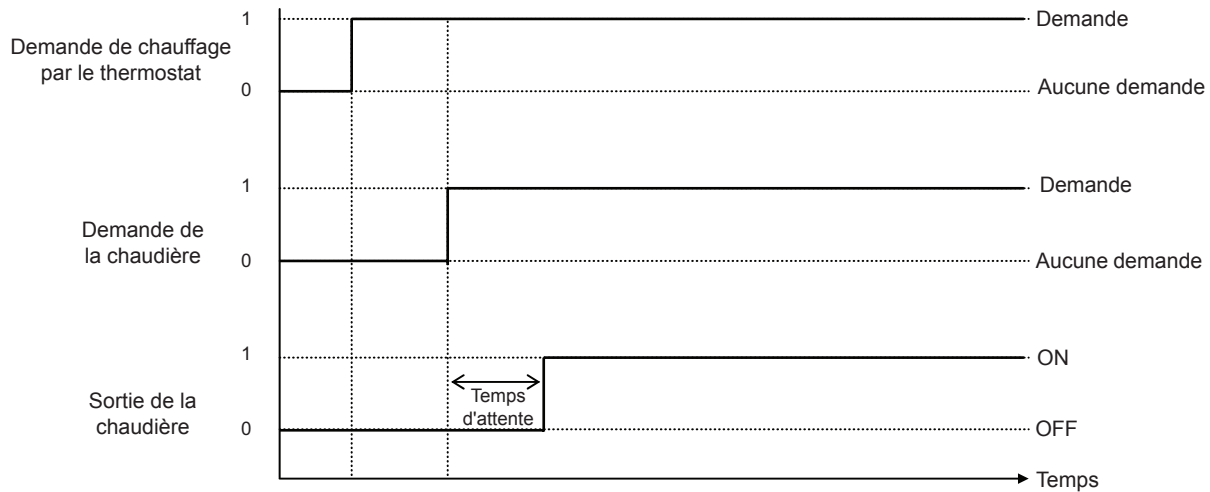 1
Demande
Demande de chauffage
par le thermostat
0
Aucune demande
1
Demande
Demande de
la chaudière
0
Aucune demande
1
ON
Temps
d'attente
Sortie de la
chaudière
0
OFF
Temps